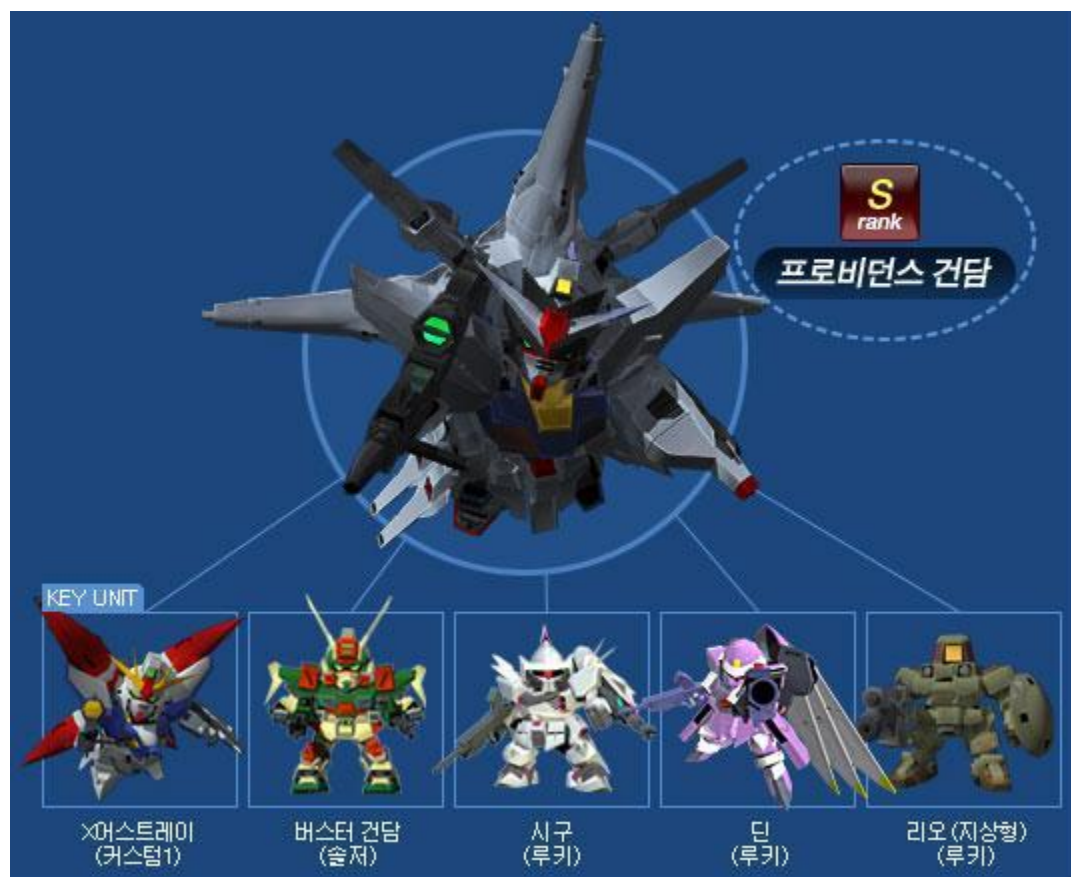 S
rank
프로비던스 건담
KEY UNIT
X어스트레이
(커스텀1)
버스터 건담
(솔저)
시구
(루키)
딘
(루키)
리오(지상형)
(루키)